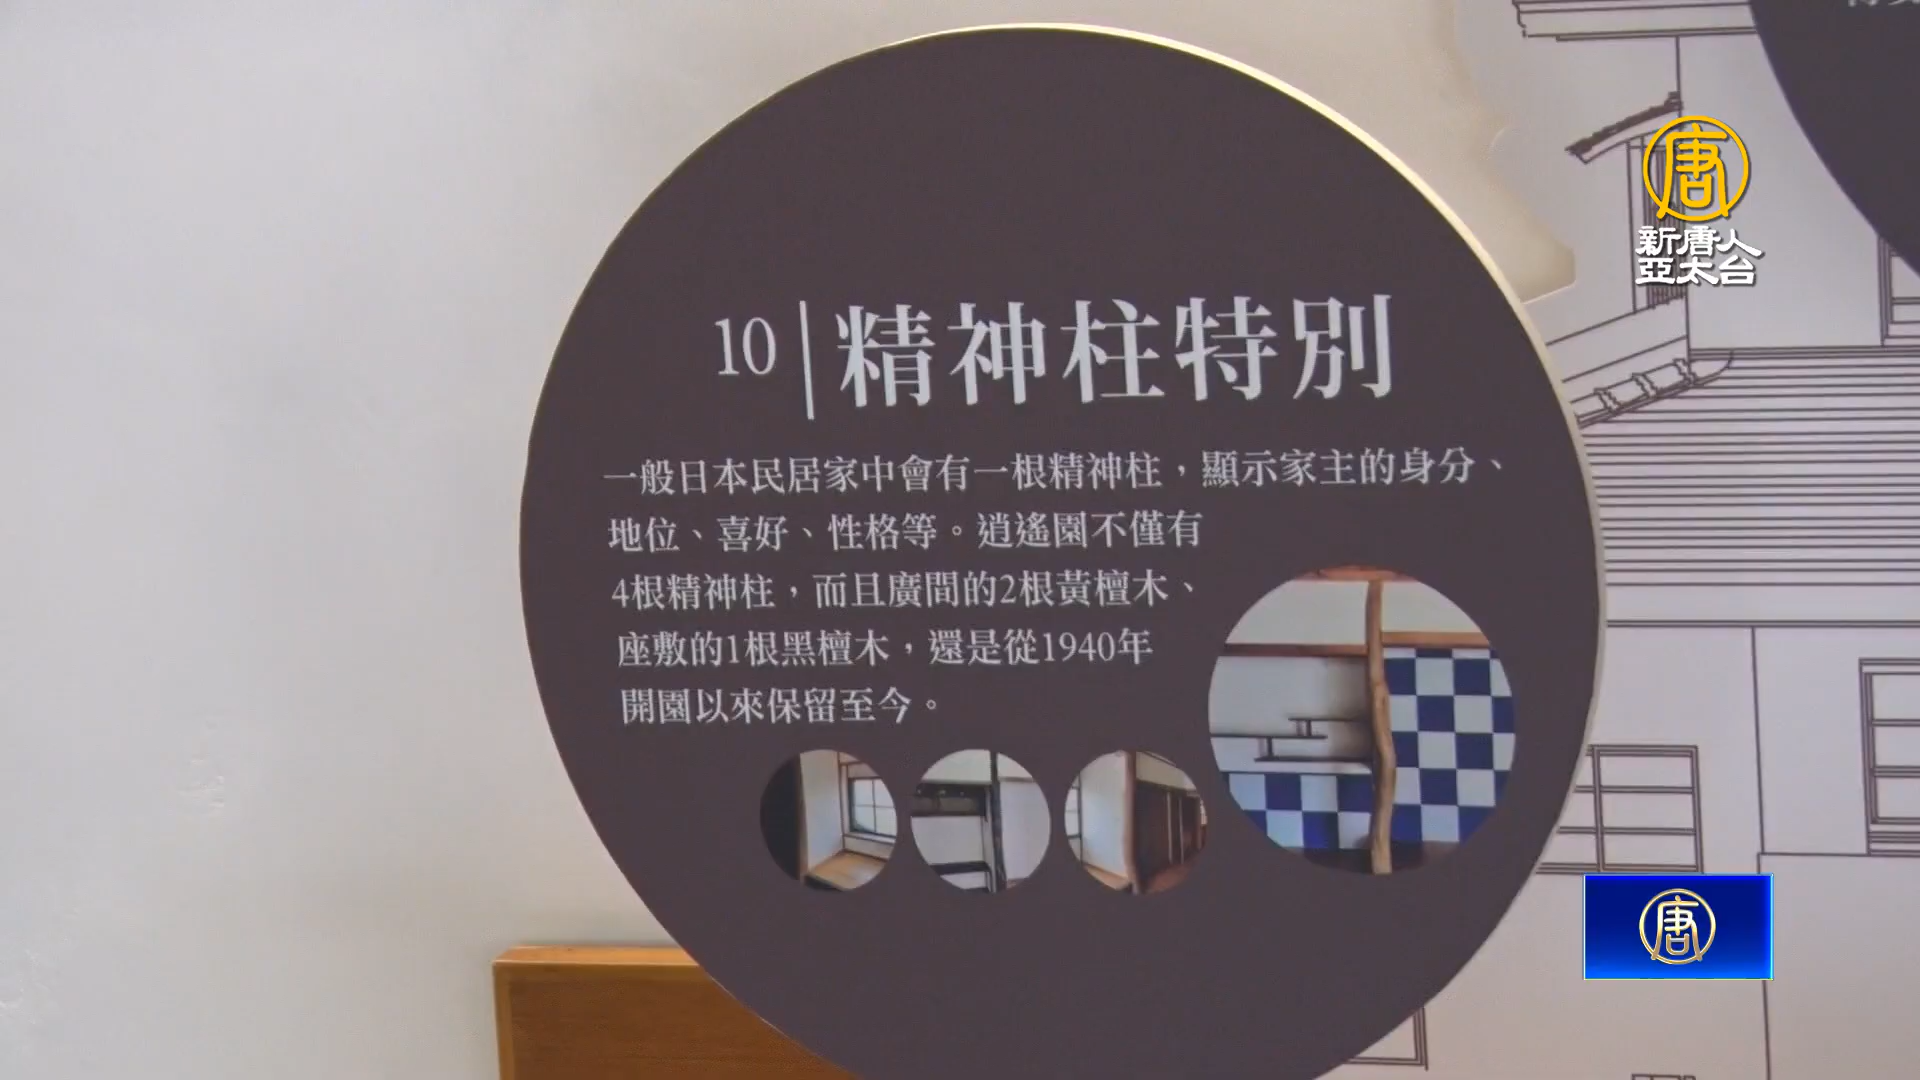 10 精神柱特別
一般日本民居家中會有一根精神柱，顯示家主的身分、
地位、喜好、性格等。逍遙園不僅有
4根精神柱，而且廣間的2根黃檀木、
座敷的1根黑檀木，還是從1940年
開園以來保留至今。
唐
新唐人
亞太台
唐